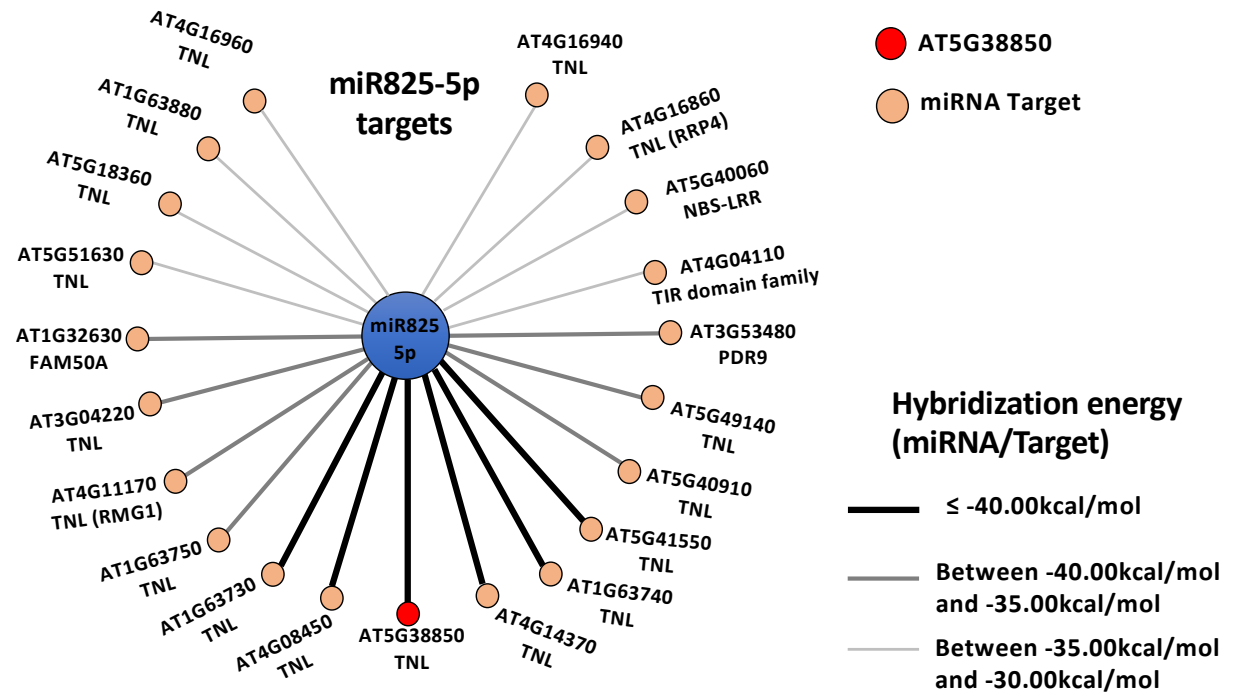 miR825-5p
targets
AT4G16960
TNL
AT1G63880
TNL
AT5G18360
TNL
AT5G51630
TNL
AT1G32630
FAM50A
AT3G04220
TNL
AT4G11170
TNL (RMG1)
AT1G63750
TNL
AT1G63730
TNL
AT4G08450
TNL
AT5G38850
TNL
AT4G14370
TNL
AT1G63740
TNL
AT5G41550
TNL
AT5G40910
TNL
AT5G49140
TNL
AT3G53480
PDR9
AT4G04110
TIR domain family
AT5G40060
NBS-LRR
AT4G16860
TNL (RRP4)
AT4G16940
TNL
miR825
5p
AT5G38850
miRNA Target
Hybridization energy
(miRNA/Target)
≤ -40.00kcal/mol
Between -40.00kcal/mol
and -35.00kcal/mol
Between -35.00kcal/mol
and -30.00kcal/mol